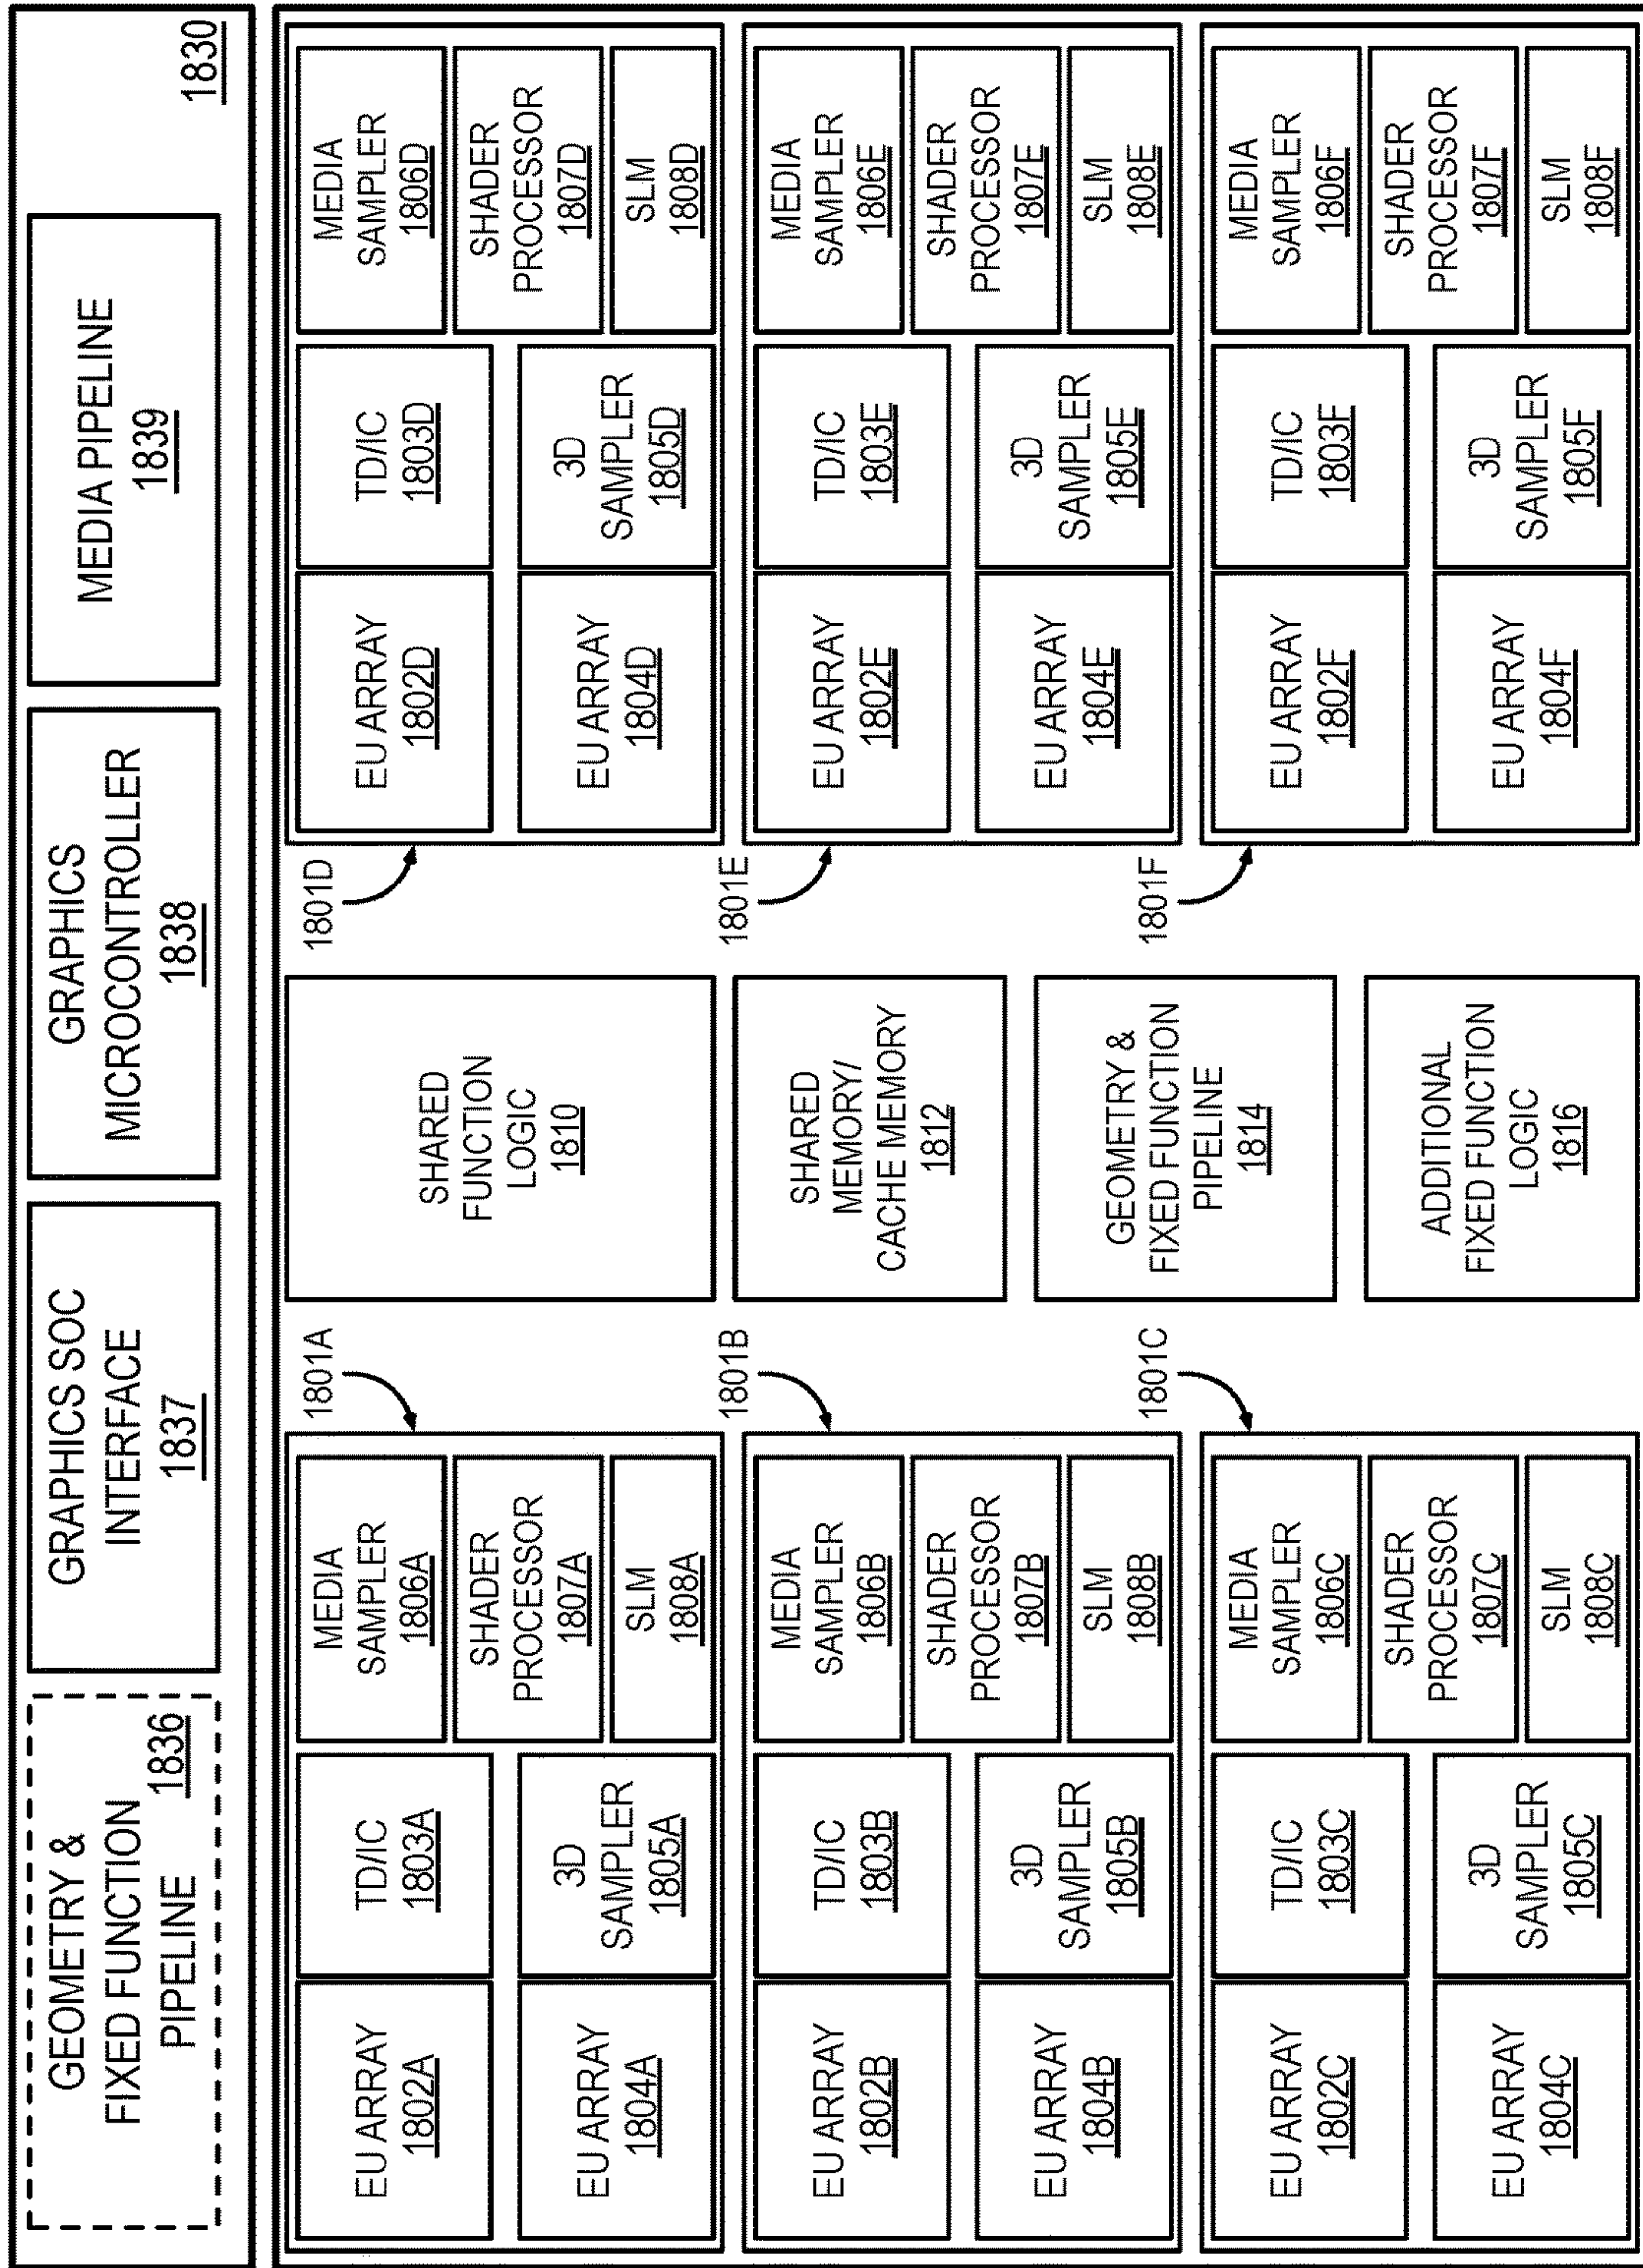 GEOMETRY &
FIXED FUNCTION
PIPELINE
1836
GRAPHICS SOC
INTERFACE
1837
GRAPHICS
MICROCONTROLLER
1838
MEDIA PIPELINE
1839
1830
1801A
EU ARRAY
1802A
TD/IC
1803A
MEDIA
SAMPLER
1806A
SHADER
PROCESSOR
1807A
EU ARRAY
1804A
3D
SAMPLER
1805A
SLM
1808A
SHARED
FUNCTION
LOGIC
1810
1801D
EU ARRAY
1802D
TD/IC
1803D
MEDIA
SAMPLER
1806D
SHADER
PROCESSOR
1807D
EU ARRAY
1804D
3D
SAMPLER
1805D
SLM
1808D
1801B
EU ARRAY
1802B
TD/IC
1803B
MEDIA
SAMPLER
1806B
SHADER
PROCESSOR
1807B
EU ARRAY
1804B
3D
SAMPLER
1805B
SLM
1808B
SHARED
MEMORY/
CACHE MEMORY
1812
1801E
EU ARRAY
1802E
TD/IC
1803E
MEDIA
SAMPLER
1806E
SHADER
PROCESSOR
1807E
EU ARRAY
1804E
3D
SAMPLER
1805E
SLM
1808E
GEOMETRY &
FIXED FUNCTION
PIPELINE
1814
1801C
EU ARRAY
1802C
TD/IC
1803C
MEDIA
SAMPLER
1806C
SHADER
PROCESSOR
1807C
EU ARRAY
1804C
3D
SAMPLER
1805C
SLM
1808C
ADDITIONAL
FIXED FUNCTION
LOGIC
1816
1801F
EU ARRAY
1802F
TD/IC
1803F
MEDIA
SAMPLER
1806F
SHADER
PROCESSOR
1807F
EU ARRAY
1804F
3D
SAMPLER
1805F
SLM
1808F